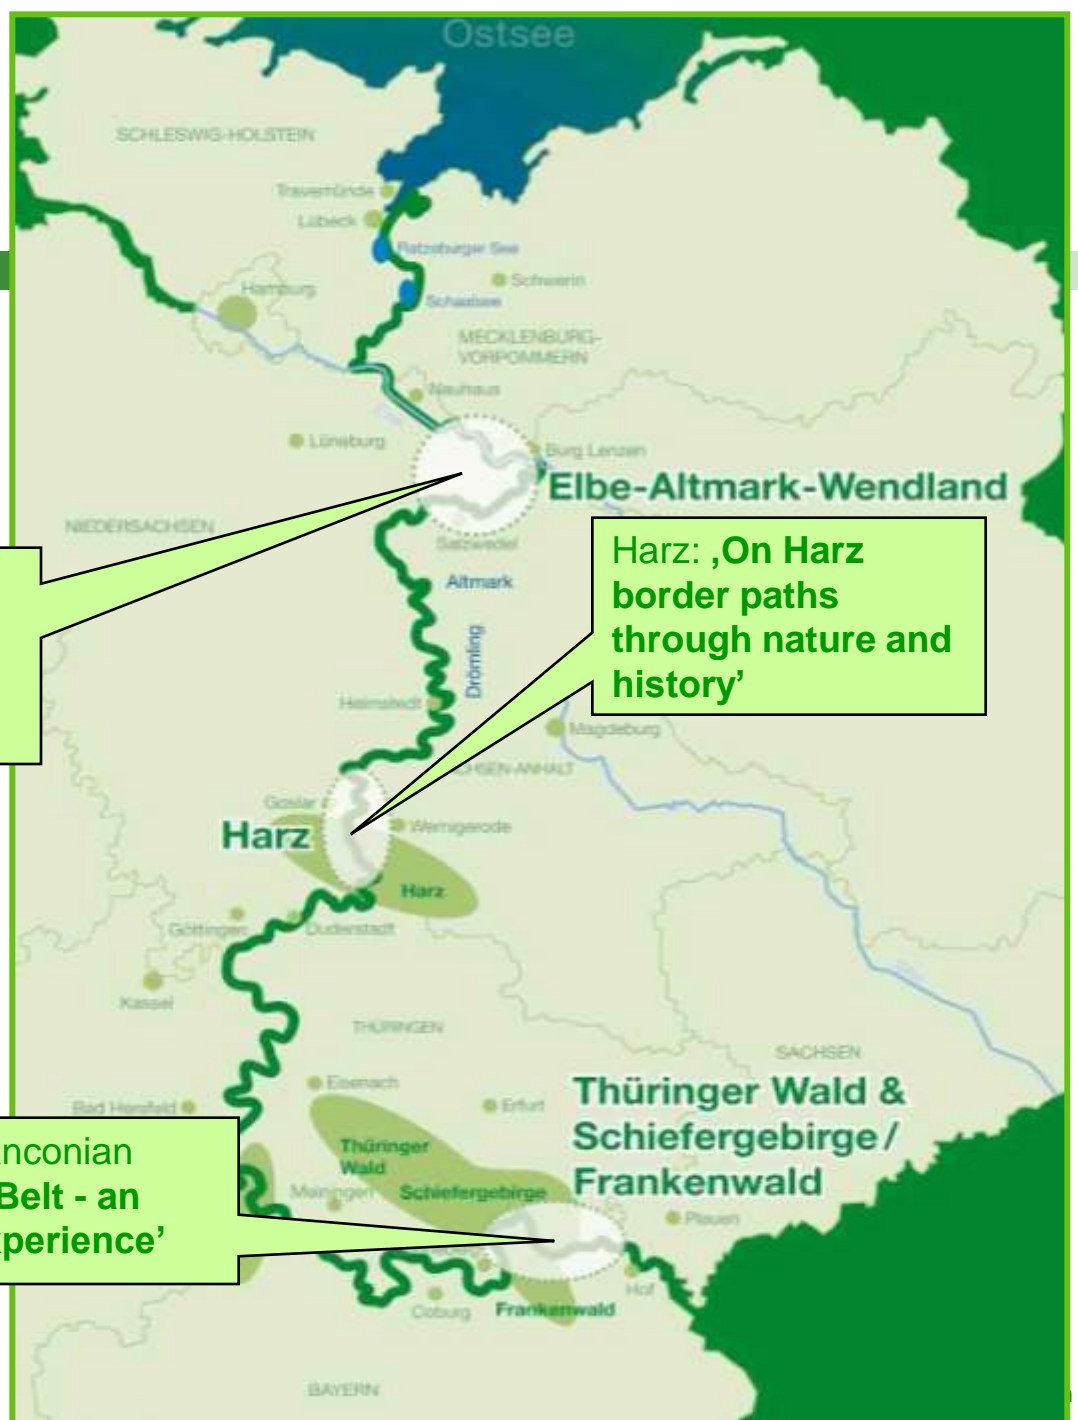 Ostsee
SCHLESWIG-HOLSTEIN
Travemünde
Lübeck
Ratzeburger See
Schwerin
Schaalsee
Hamburg
MECKLENBURG-
VORPOMMERN
Neuhaus
Lüneburg
Burg Lenzen
Elbe-Altmark-Wendland
NIEDERSACHSEN
Salzwedel
Altmark
Harz: ‚On Harz
border paths
through nature and
history’
Drömling
Helmstedt
Magdeburg
CHSEN-ANHALT
Goslar
Wernigerode
Harz
Harz
Göttingen
Duderstadt
Kassel
THÜRINGEN
SACHSEN
Eisenach
Erfurt
Bad Hersfeld
Thüringer Wald &
Schiefergebirge/
Frankenwald
Thüringer
Wald
Schiefergebirge
Meiningen
Plauen
nconian
Belt - an
xperience’
Hof
Coburg
Frankenwald
BAYERN